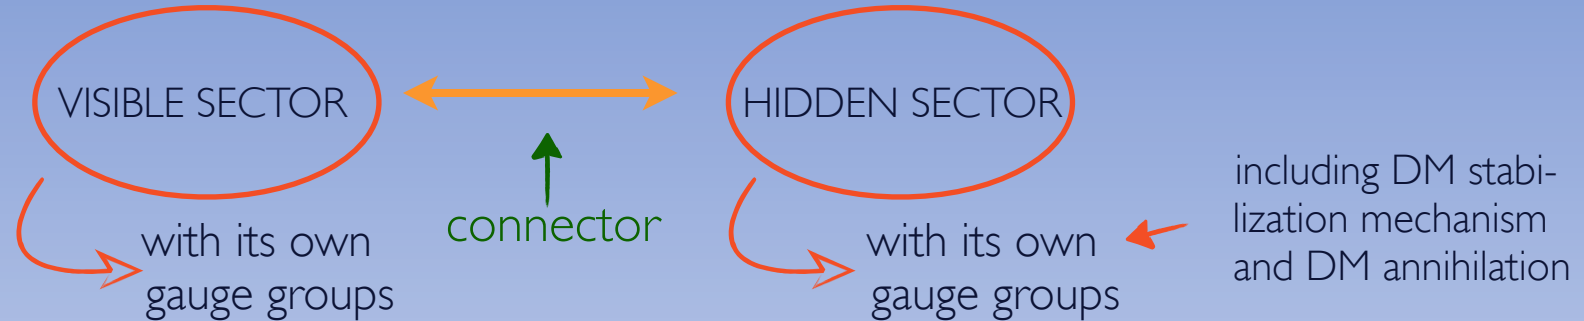 VISIBLE SECTOR
HIDDEN SECTOR
connector
with its own
gauge groups
with its own
gauge groups
including DM stabi-
lization mechanism
and DM annihilation